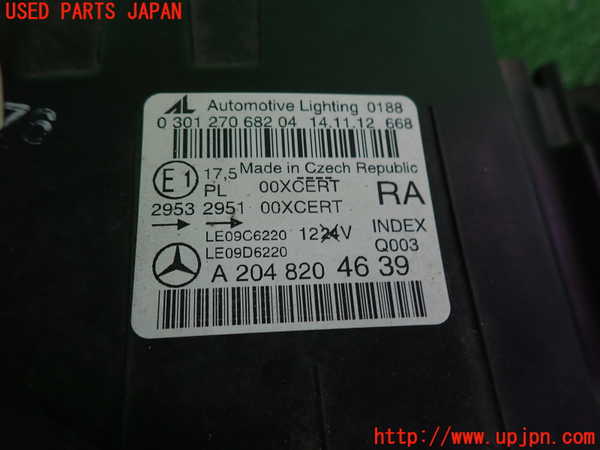 USED PARTS JAPAN
AL Automotive Lighting 0188
0 301 270 682 04 14.11.12 668
Made in Czech Republic
E1 17,5 00XCERT RA
PL
2953 2951 00XCERT
LE09C6220 1224V INDEX
LE09D6220 Q003
A 204 820 4639
http://www.upjpn.com/